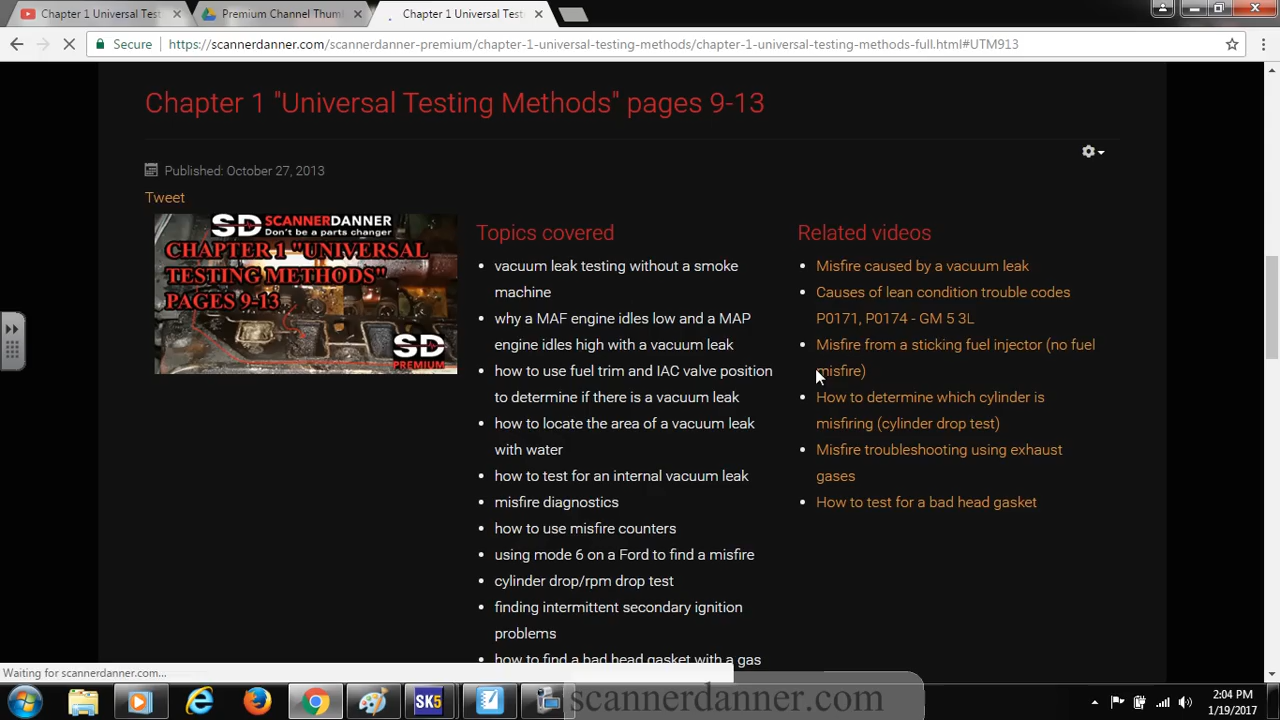 Chapter 1 Universal Test
Premium Channel Thuml
Chapter 1 Universal Test
Secure
https://scannerdanner.com/scannerdanner-premium/chapter-1-universal-testing-methods/chapter-1-universal-testing-methods-full.html#UTM913
Chapter 1 "Universal Testing Methods" pages 9-13
Published: October 27, 2013
Tweet
SD SCANNERDANNER
Don't be a parts changer
CHAPTER 1 "UNIVERSAL
TESTING METHODS"
PAGES 9-13
SD
PREMIUM
Topics covered
vacuum leak testing without a smoke
machine
why a MAF engine idles low and a MAP
engine idles high with a vacuum leak
how to use fuel trim and IAC valve position
to determine if there is a vacuum leak
how to locate the area of a vacuum leak
with water
how to test for an internal vacuum leak
misfire diagnostics
how to use misfire counters
using mode 6 on a Ford to find a misfire
cylinder drop/rpm drop test
finding intermittent secondary ignition
problems
how to find a bad head gasket with a gas
Related videos
Misfire caused by a vacuum leak
Causes of lean condition trouble codes
P0171, P0174 - GM 5 3L
Misfire from a sticking fuel injector (no fuel
misfire)
How to determine which cylinder is
misfiring (cylinder drop test)
Misfire troubleshooting using exhaust
gases
How to test for a bad head gasket
Waiting for scannerdanner.com...
SK5
scannerdanner.com
2:04 PM
1/19/2017